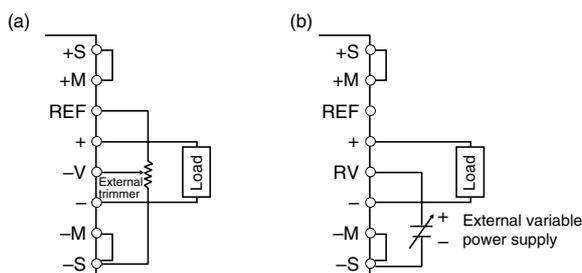 (a)
+S
+M
REF
+
–V
–
–M
–S
External
trimmer
Load
(b)
+S
+M
REF
+
RV
–
–M
–S
Load
+
–
External variable
power supply